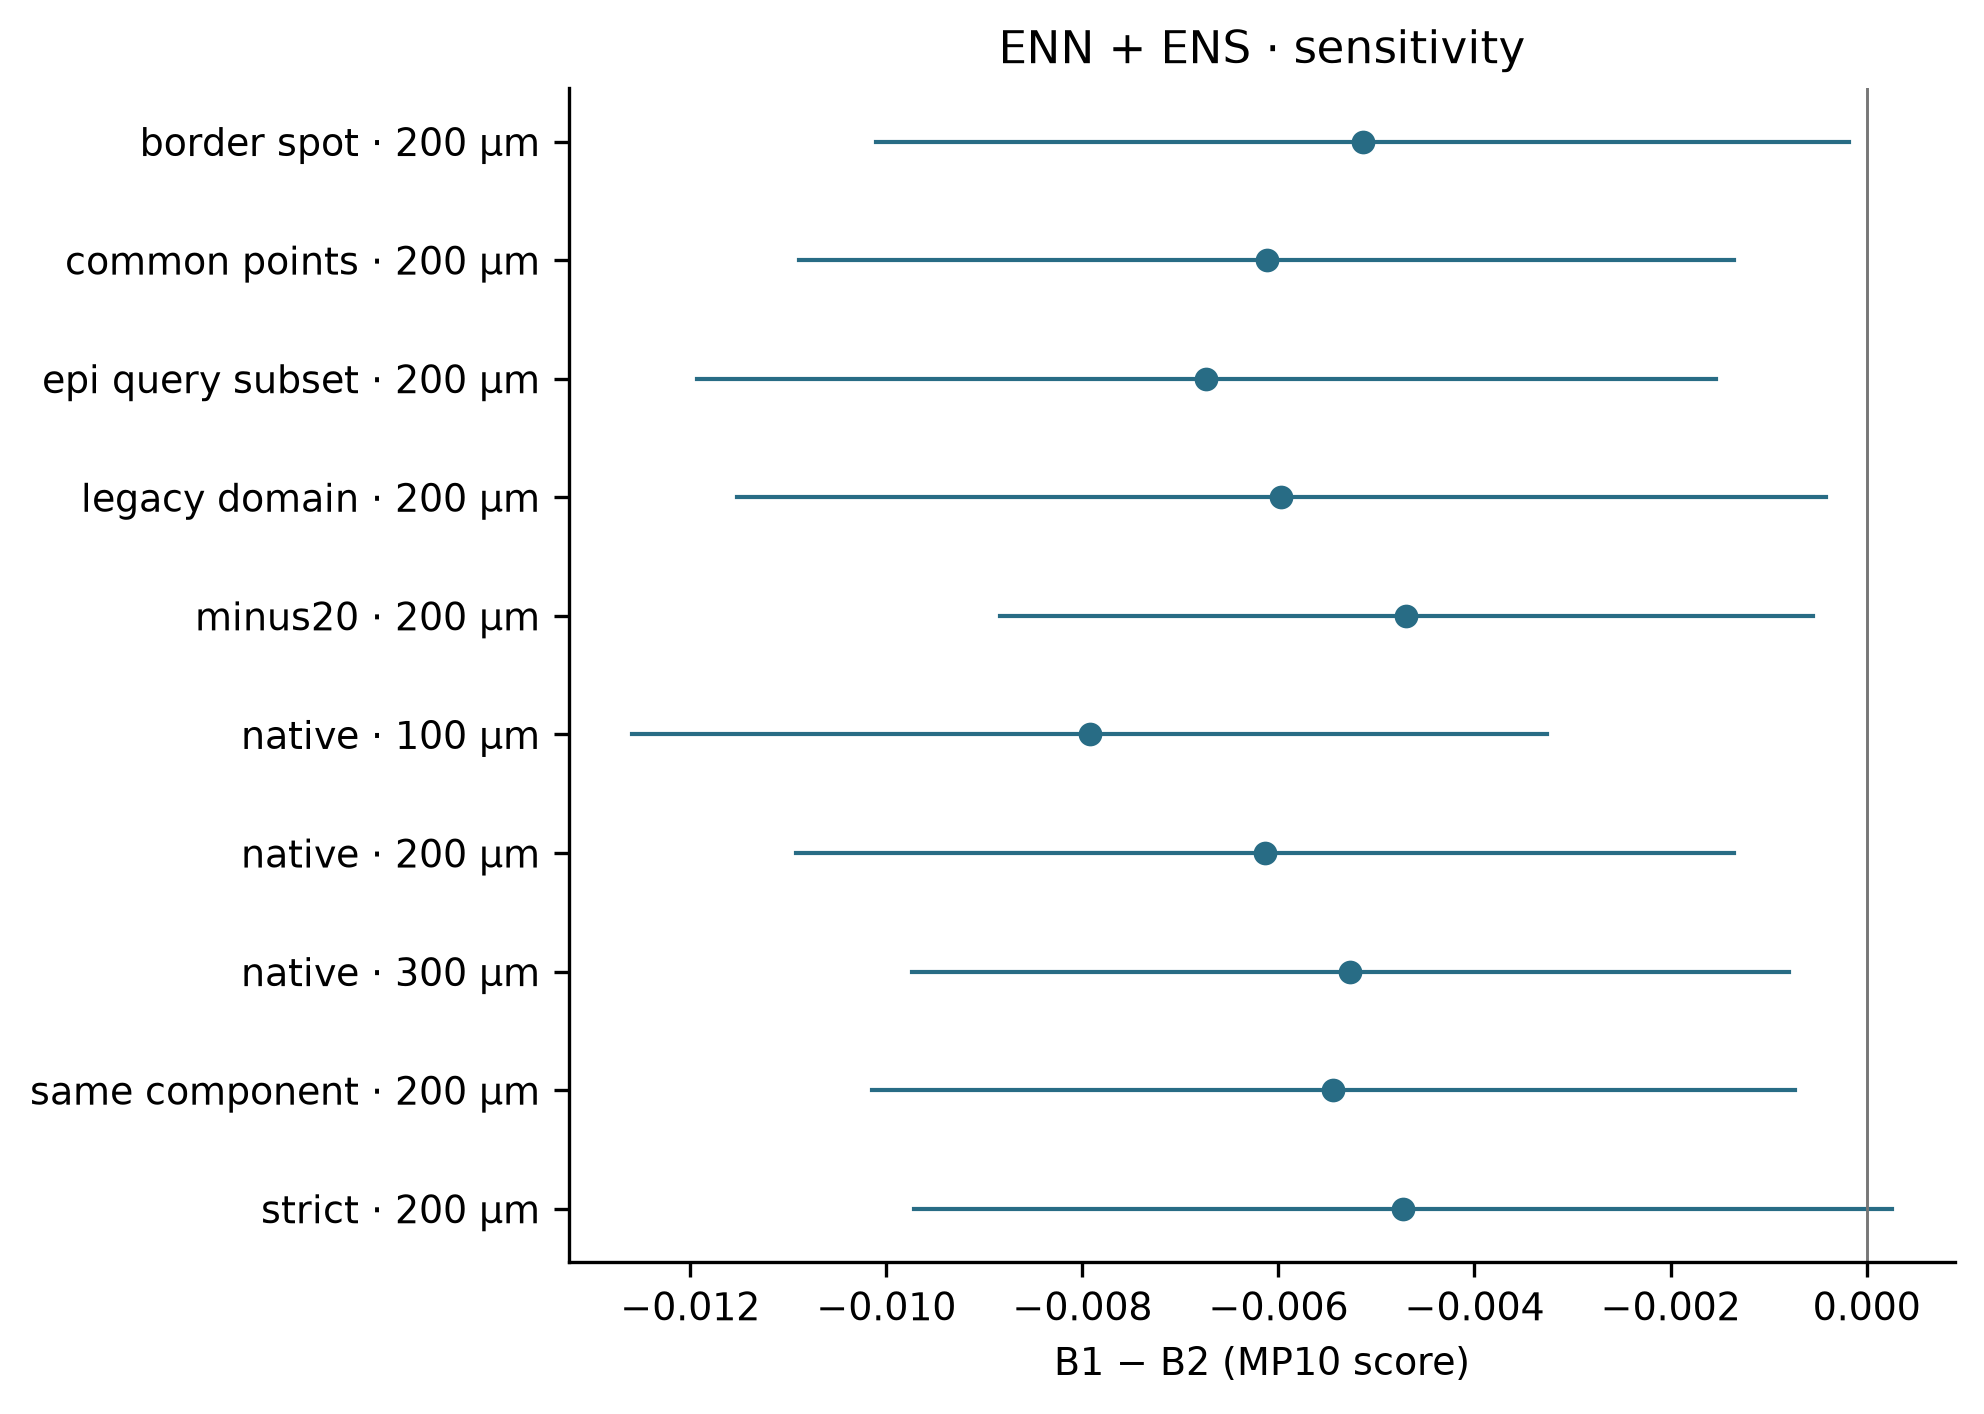 ENN + ENS · sensitivity
border spot · 200 µm
common points · 200 µm
epi query subset · 200 µm
legacy domain · 200 µm
minus20 · 200 µm
native · 100 µm
native · 200 µm
native · 300 µm
same component · 200 µm
strict · 200 µm
−0.012 −0.010 −0.008 −0.006 −0.004 −0.002 0.000
B1 − B2 (MP10 score)